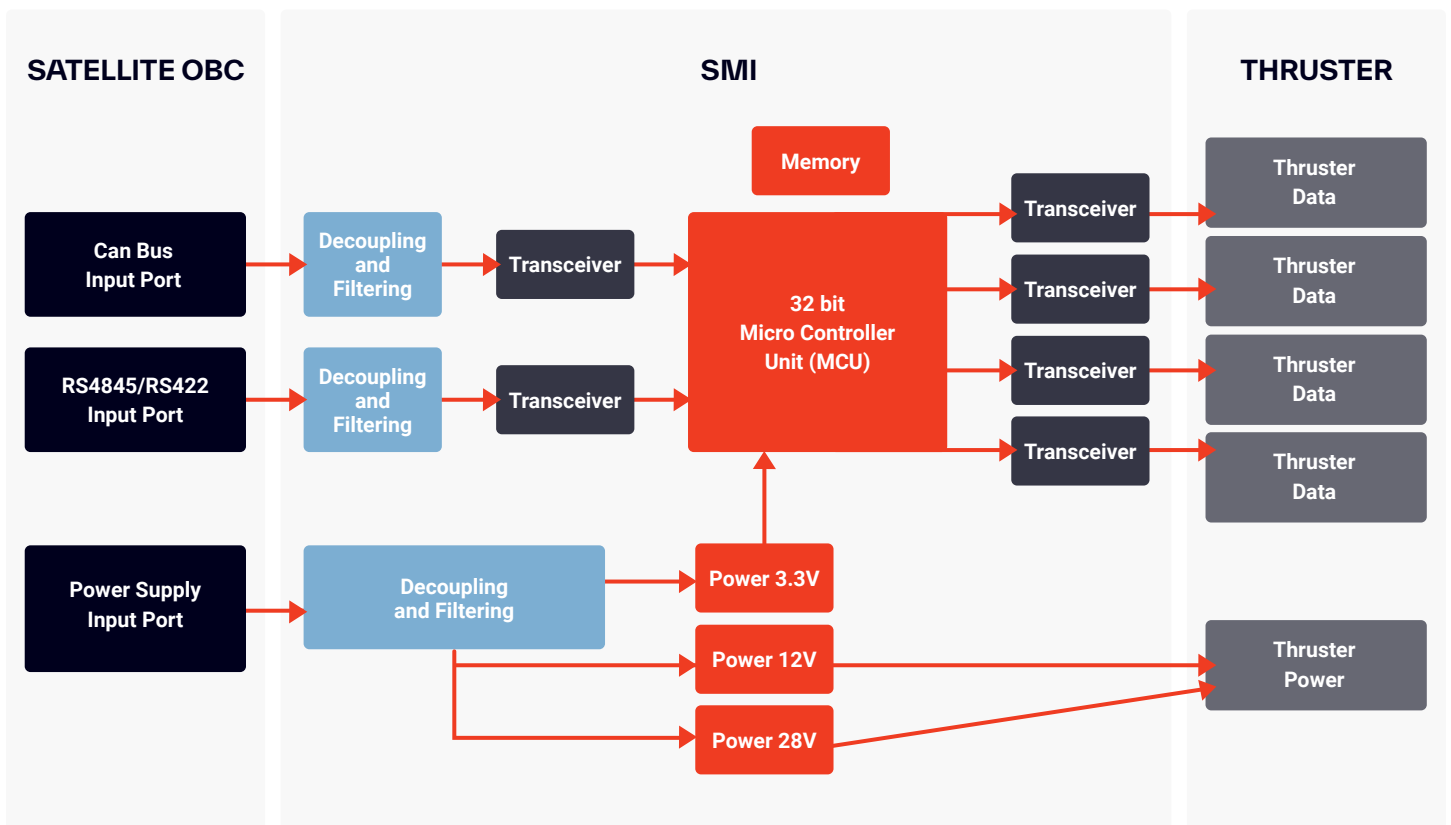 SATELLITE OBC
SMI
THRUSTER
Memory
Can Bus
Input Port
Decoupling
and
Filtering
Transceiver
32 bit
Micro Controller
Unit (MCU)
Transceiver
Thruster
Data
Transceiver
Thruster
Data
RS4845/RS422
Input Port
Decoupling
and
Filtering
Transceiver
Transceiver
Thruster
Data
Transceiver
Thruster
Data
Power Supply
Input Port
Decoupling
and Filtering
Power 3.3V
Power 12V
Power 28V
Thruster
Power